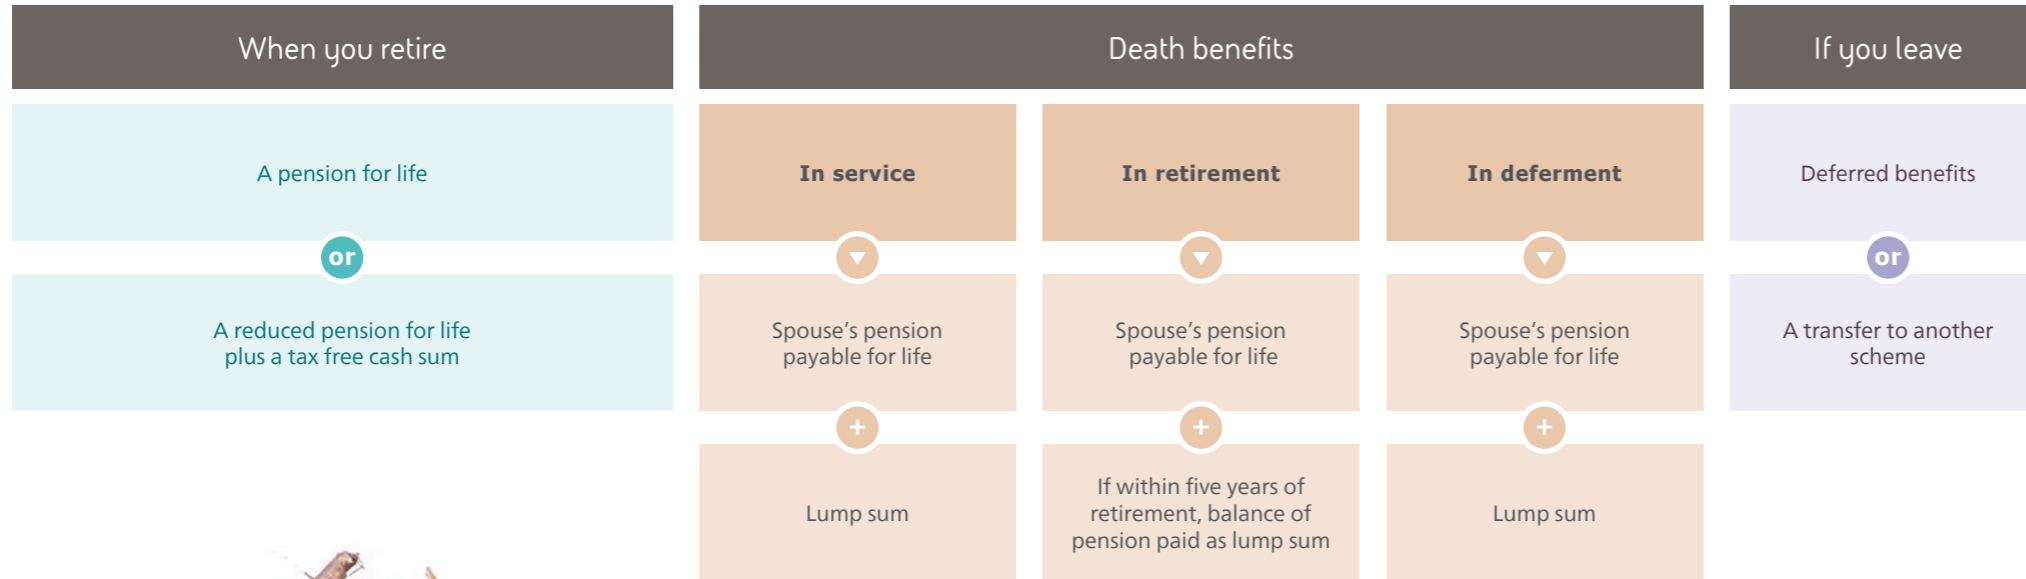 When you retire
A pension for life
or
A reduced pension for life
plus a tax free cash sum
Death benefits
In service
Spouse’s pension
payable for life
+
Lump sum
In retirement
Spouse’s pension
payable for life
+
If within five years of
retirement, balance of
pension paid as lump sum
In deferment
Spouse’s pension
payable for life
+
Lump sum
If you leave
Deferred benefits
or
A transfer to another
scheme